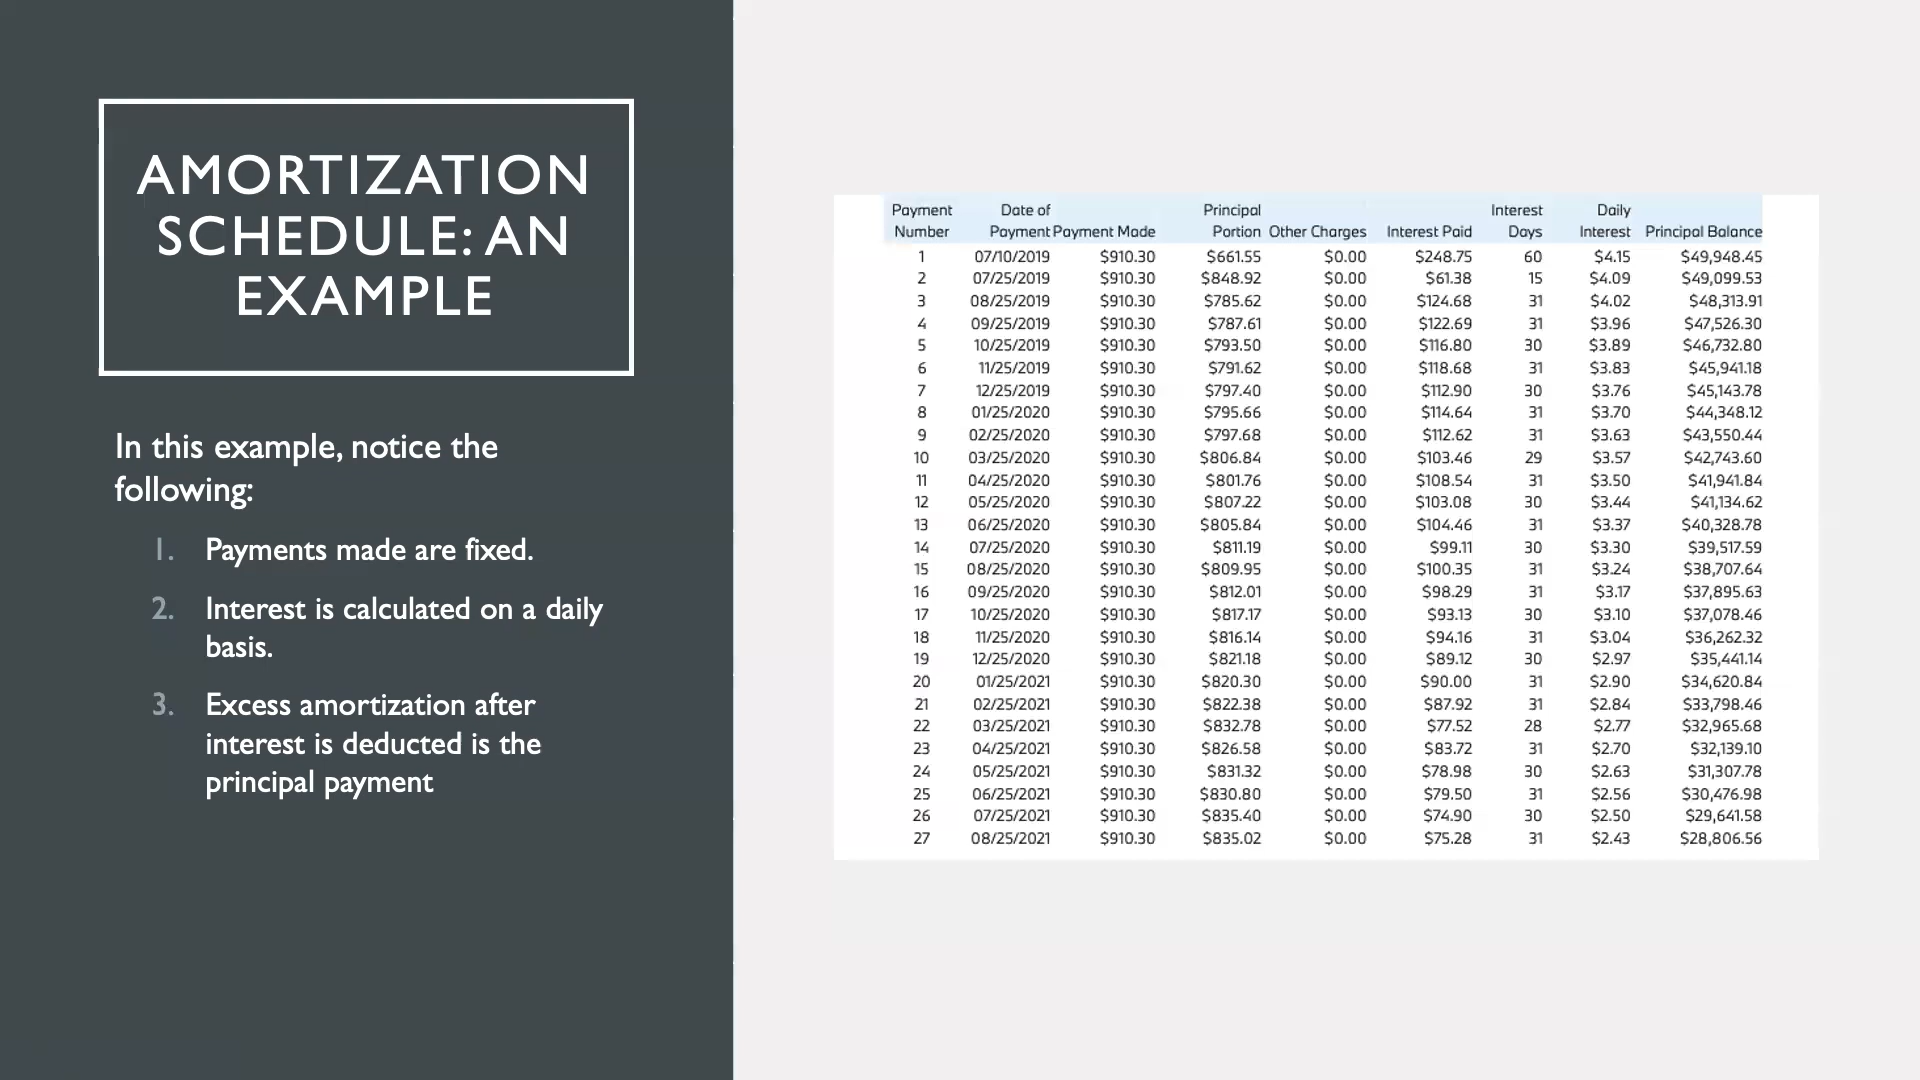 AMORTIZATION
SCHEDULE: AN
EXAMPLE
In this example, notice the
following:
1. Payments made are fixed.
2. Interest is calculated on a daily
basis.
3. Excess amortization after
interest is deducted is the
principal payment
Payment Date of Principal Interest Daily
Number Payment Payment Made Portion Other Charges Interest Paid Days Interest Principal Balance
1 07/10/2019 $910.30 $661.55 $0.00 $248.75 60 $4.15 $49,948.45
2 07/25/2019 $910.30 $848.92 $0.00 $61.38 15 $4.09 $49,099.53
3 08/25/2019 $910.30 $785.62 $0.00 $124.68 31 $4.02 $48,313.91
4 09/25/2019 $910.30 $787.61 $0.00 $122.69 31 $3.96 $47,526.30
5 10/25/2019 $910.30 $793.50 $0.00 $116.80 30 $3.89 $46,732.80
6 11/25/2019 $910.30 $791.62 $0.00 $118.68 31 $3.83 $45,941.18
7 12/25/2019 $910.30 $797.40 $0.00 $112.90 30 $3.76 $45,143.78
8 01/25/2020 $910.30 $795.66 $0.00 $114.64 31 $3.70 $44,348.12
9 02/25/2020 $910.30 $797.68 $0.00 $112.62 31 $3.63 $43,550.44
10 03/25/2020 $910.30 $806.84 $0.00 $103.46 29 $3.57 $42,743.60
11 04/25/2020 $910.30 $801.76 $0.00 $108.54 31 $3.50 $41,941.84
12 05/25/2020 $910.30 $807.22 $0.00 $103.08 30 $3.44 $41,134.62
13 06/25/2020 $910.30 $805.84 $0.00 $104.46 31 $3.37 $40,328.78
14 07/25/2020 $910.30 $811.19 $0.00 $99.11 30 $3.30 $39,517.59
15 08/25/2020 $910.30 $809.95 $0.00 $100.35 31 $3.24 $38,707.64
16 09/25/2020 $910.30 $812.01 $0.00 $98.29 31 $3.17 $37,895.63
17 10/25/2020 $910.30 $817.17 $0.00 $93.13 30 $3.10 $37,078.46
18 11/25/2020 $910.30 $816.14 $0.00 $94.16 31 $3.04 $36,262.32
19 12/25/2020 $910.30 $821.18 $0.00 $89.12 30 $2.97 $35,441.14
20 01/25/2021 $910.30 $820.30 $0.00 $90.00 31 $2.90 $34,620.84
21 02/25/2021 $910.30 $822.38 $0.00 $87.92 31 $2.84 $33,798.46
22 03/25/2021 $910.30 $832.78 $0.00 $77.52 28 $2.77 $32,965.68
23 04/25/2021 $910.30 $826.58 $0.00 $83.72 31 $2.70 $32,139.10
24 05/25/2021 $910.30 $831.32 $0.00 $78.98 30 $2.63 $31,307.78
25 06/25/2021 $910.30 $830.80 $0.00 $79.50 31 $2.56 $30,476.98
26 07/25/2021 $910.30 $835.40 $0.00 $74.90 30 $2.50 $29,641.58
27 08/25/2021 $910.30 $835.02 $0.00 $75.28 31 $2.43 $28,806.56